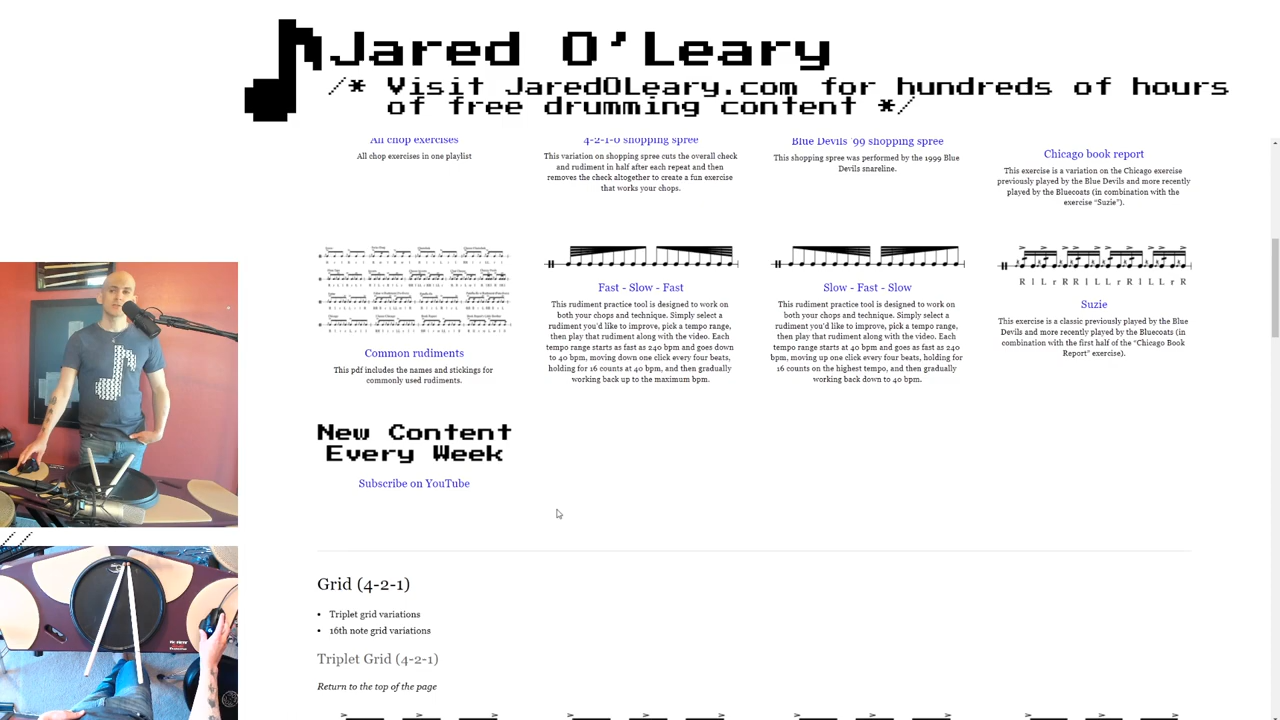 Jared O'Leary
/* Visit JaredOLeary.com for hundreds of hours
of free drumming content */
All chop exercises
All chop exercises in one playlist
4-2-1-0 shopping spree
This variation on shopping spree cuts the overall check
and rudiment in half after each repeat and then
removes the check altogether to create a fun exercise
that works your chops.
Blue Devils '99 shopping spree
This shopping spree was performed by the 1999 Blue
Devils snareline.
Chicago book report
This exercise is a variation on the Chicago exercise
previously played by the Blue Devils and more recently
played by the Bluecoats (in combination with the
exercise "Suzie").
Common rudiments
This pdf includes the names and stickings for
commonly used rudiments.
Fast - Slow - Fast
This rudiment practice tool is designed to work on
both your chops and technique. Simply select a
rudiment you'd like to improve, pick a tempo range,
then play that rudiment along with the video. Each
tempo range starts as fast as 240 bpm and goes down
to 40 bpm, moving down one click every four beats,
holding for 16 counts at 40 bpm, and then gradually
working back up to the maximum bpm.
Slow - Fast - Slow
This rudiment practice tool is designed to work on
both your chops and technique. Simply select a
rudiment you'd like to improve, pick a tempo range,
then play that rudiment along with the video. Each
tempo range starts at 40 bpm and goes as fast as 240
bpm, moving up one click every four beats, holding for
16 counts on the highest tempo, and then gradually
working back down to 40 bpm.
R l L r R R l L L r R l L L r R
Suzie
This exercise is a classic previously played by the Blue
Devils and more recently played by the Bluecoats (in
combination with the first half of the "Chicago Book
Report" exercise).
New Content
Every Week
Subscribe on YouTube
Grid (4-2-1)
• Triplet grid variations
• 16th note grid variations
Triplet Grid (4-2-1)
Return to the top of the page
///